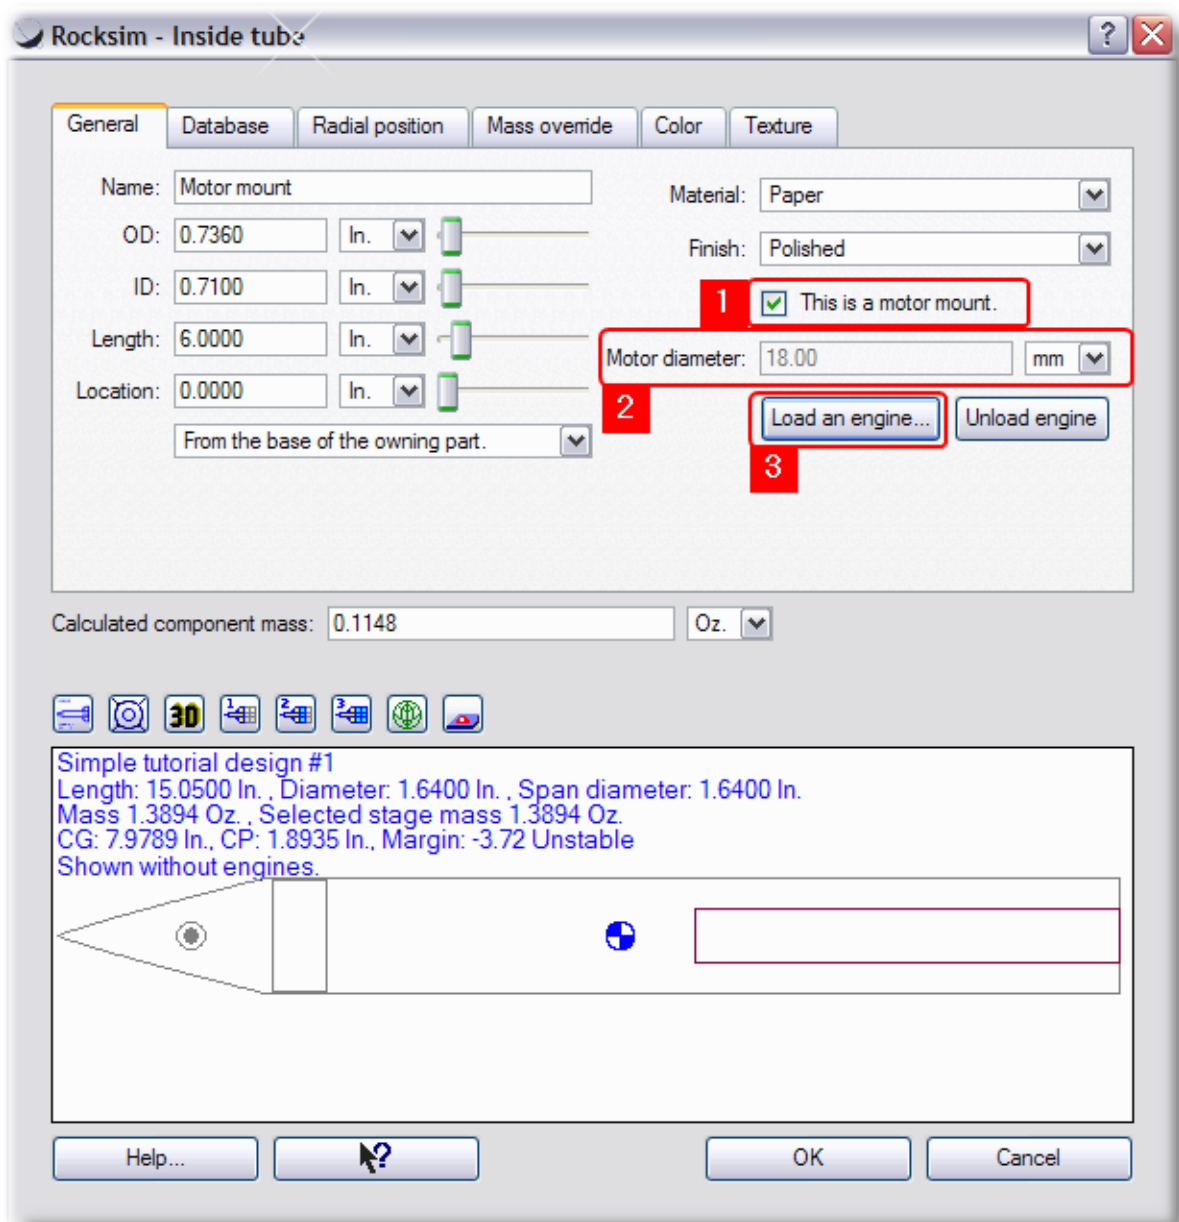 Rocksim - Inside tube
General Database Radial position Mass override Color Texture
Name: Motor mount
Material: Paper
OD: 0.7360 In.
Finish: Polished
ID: 0.7100 In.
1 This is a motor mount.
Length: 6.0000 In.
Motor diameter: 18.00 mm
Location: 0.0000 In.
2
Load an engine... Unload engine
From the base of the owning part.
3
Calculated component mass: 0.1148 Oz.
3D 1 2 3
Simple tutorial design #1
Length: 15.0500 In. , Diameter: 1.6400 In. , Span diameter: 1.6400 In.
Mass 1.3894 Oz. , Selected stage mass 1.3894 Oz.
CG: 7.9789 In., CP: 1.8935 In., Margin: -3.72 Unstable
Shown without engines.
Help... ? OK Cancel